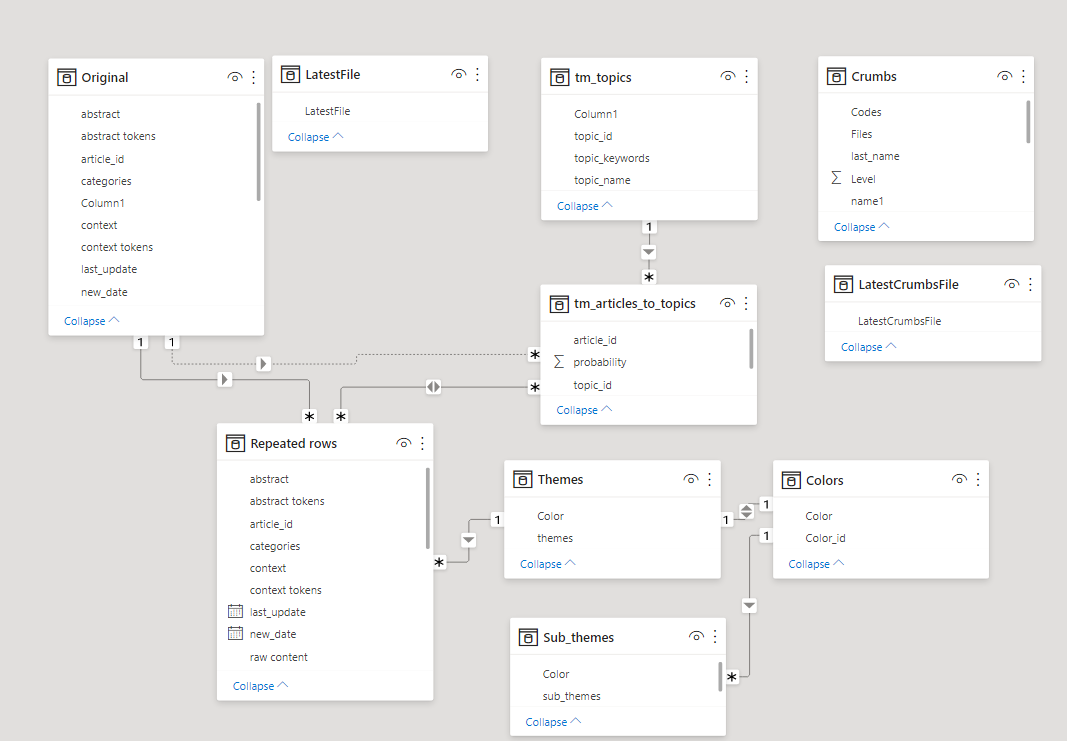 Original
abstract
abstract tokens
article_id
categories
Column1
context
context tokens
last_update
new_date
Collapse
LatestFile
LatestFile
Collapse
tm_topics
Column1
topic_id
topic_keywords
topic_name
Collapse
Crumbs
Codes
Files
last_name
Σ Level
name1
Collapse
LatestCrumbsFile
LatestCrumbsFile
Collapse
1
*
tm_articles_to_topics
article_id
Σ probability
topic_id
Collapse
1
1
*
*
*
*
Repeated rows
abstract
abstract tokens
article_id
categories
context
context tokens
last_update
new_date
raw content
Collapse
*
1
Themes
Color
themes
Collapse
1
1
1
Colors
Color
Color_id
Collapse
Sub_themes
Color
sub_themes
Collapse
*